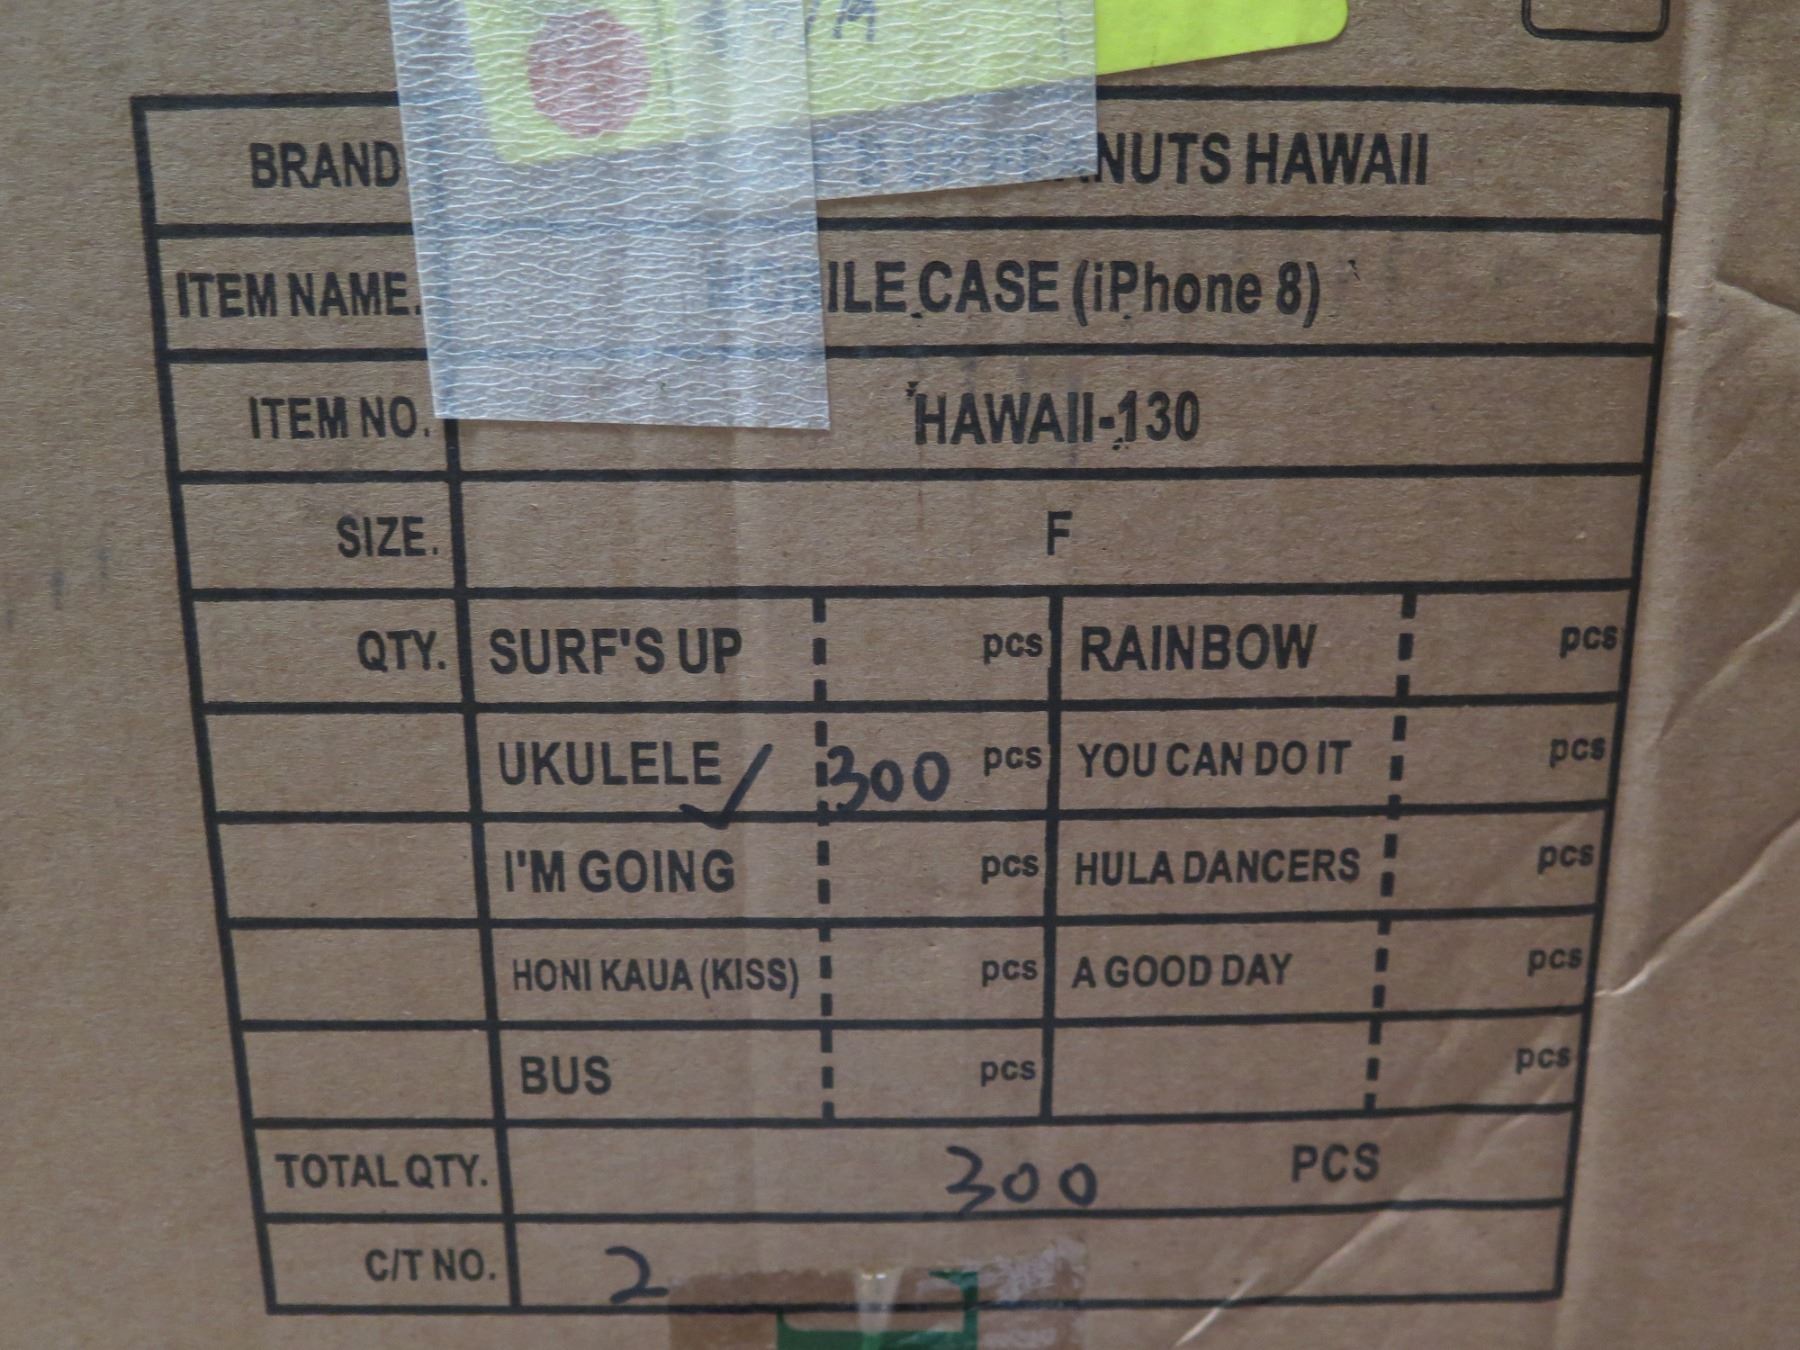 BRAND NUTS HAWAII
ITEM NAME. ILE CASE (iPhone 8)
ITEM NO. HAWAII-130
SIZE. F
QTY. SURF'S UP pcs RAINBOW pcs
UKULELE ✓ 300 pcs YOU CAN DO IT pcs
I'M GOING pcs HULA DANCERS pcs
HONI KAUA (KISS) pcs A GOOD DAY pcs
BUS pcs pcs
TOTAL QTY. 300 PCS
C/T NO. 2